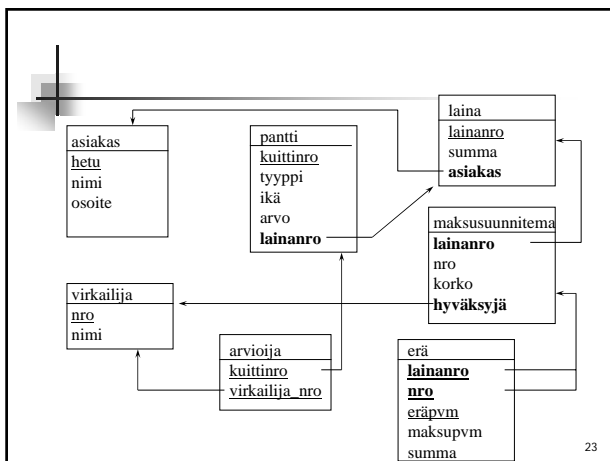 asiakas
hetu
nimi
osoite
pantti
kuittinro
tyyppi
ikä
arvo
lainanro
laina
lainanro
summa
asiakas
maksusuunnitema
lainanro
nro
korko
hyväksyjä
virkailija
nro
nimi
arvioija
kuittinro
virkailija_nro
erä
lainanro
nro
eräpvm
maksupvm
summa
23